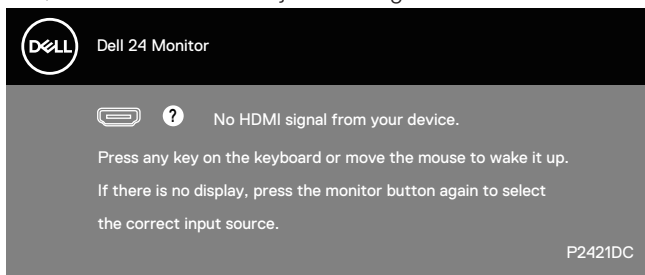 DELL
Dell 24 Monitor
? No HDMI signal from your device.
Press any key on the keyboard or move the mouse to wake it up.
If there is no display, press the monitor button again to select
the correct input source.
P2421DC